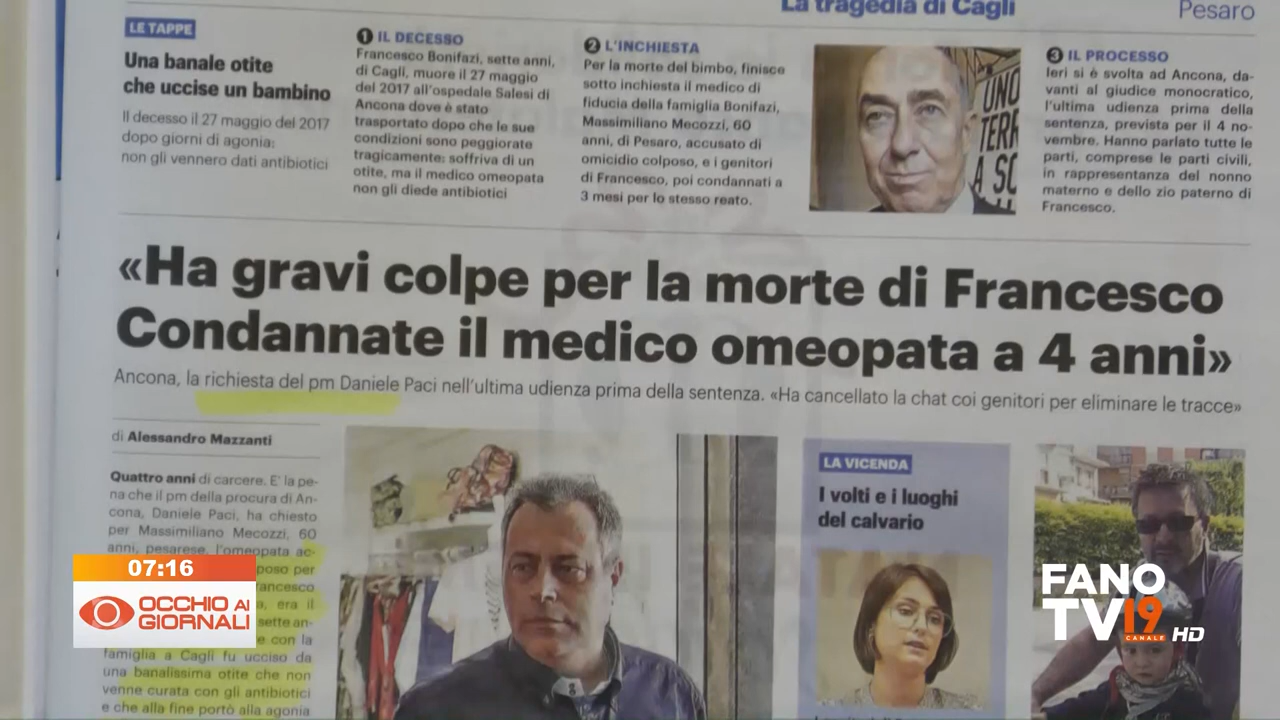 La tragedia di Cagli
Pesaro
LE TAPPE
Una banale otite
che uccise un bambino
Il decesso il 27 maggio del 2017
dopo giorni di agonia:
non gli vennero dati antibiotici
1 IL DECESSO
Francesco Bonifazi, sette anni,
di Cagli, muore il 27 maggio
del 2017 all'ospedale Salesi di
Ancona dove è stato
trasportato dopo che le sue
condizioni sono peggiorate
tragicamente: soffriva di un
otite, ma il medico omeopata
non gli diede antibiotici
2 L'INCHIESTA
Per la morte del bimbo, finisce
sotto inchiesta il medico di
fiducia della famiglia Bonifazi,
Massimiliano Mecozzi, 60
anni, di Pesaro, accusato di
omicidio colposo, e i genitori
di Francesco, poi condannati a
3 mesi per lo stesso reato.
UNO
TERR
A SC
3 IL PROCESSO
Ieri si è svolta ad Ancona, da-
vanti al giudice monocratico,
l'ultima udienza prima della
sentenza, prevista per il 4 no-
vembre. Hanno parlato tutte le
parti, comprese le parti civili,
in rappresentanza del nonno
materno e dello zio paterno di
Francesco.
«Ha gravi colpe per la morte di Francesco
Condannate il medico omeopata a 4 anni»
Ancona, la richiesta del pm Daniele Paci nell'ultima udienza prima della sentenza. «Ha cancellato la chat coi genitori per eliminare le tracce»
di Alessandro Mazzanti
Quattro anni di carcere. E' la pe-
na che il pm della procura di An-
cona, Daniele Paci, ha chiesto
per Massimiliano Mecozzi, 60
anni, pesarese, l'omeopata ac-
poso per
rancesco
a, era il
sette an-
e con la
famiglia a Cagli fu ucciso da
una banalissima otite che non
venne curata con gli antibiotici
e che alla fine portò alla agonia
LA VICENDA
I volti e i luoghi
del calvario
07:16
OCCHIO AI
GIORNALI
FANO
TV19
CANALE
HD